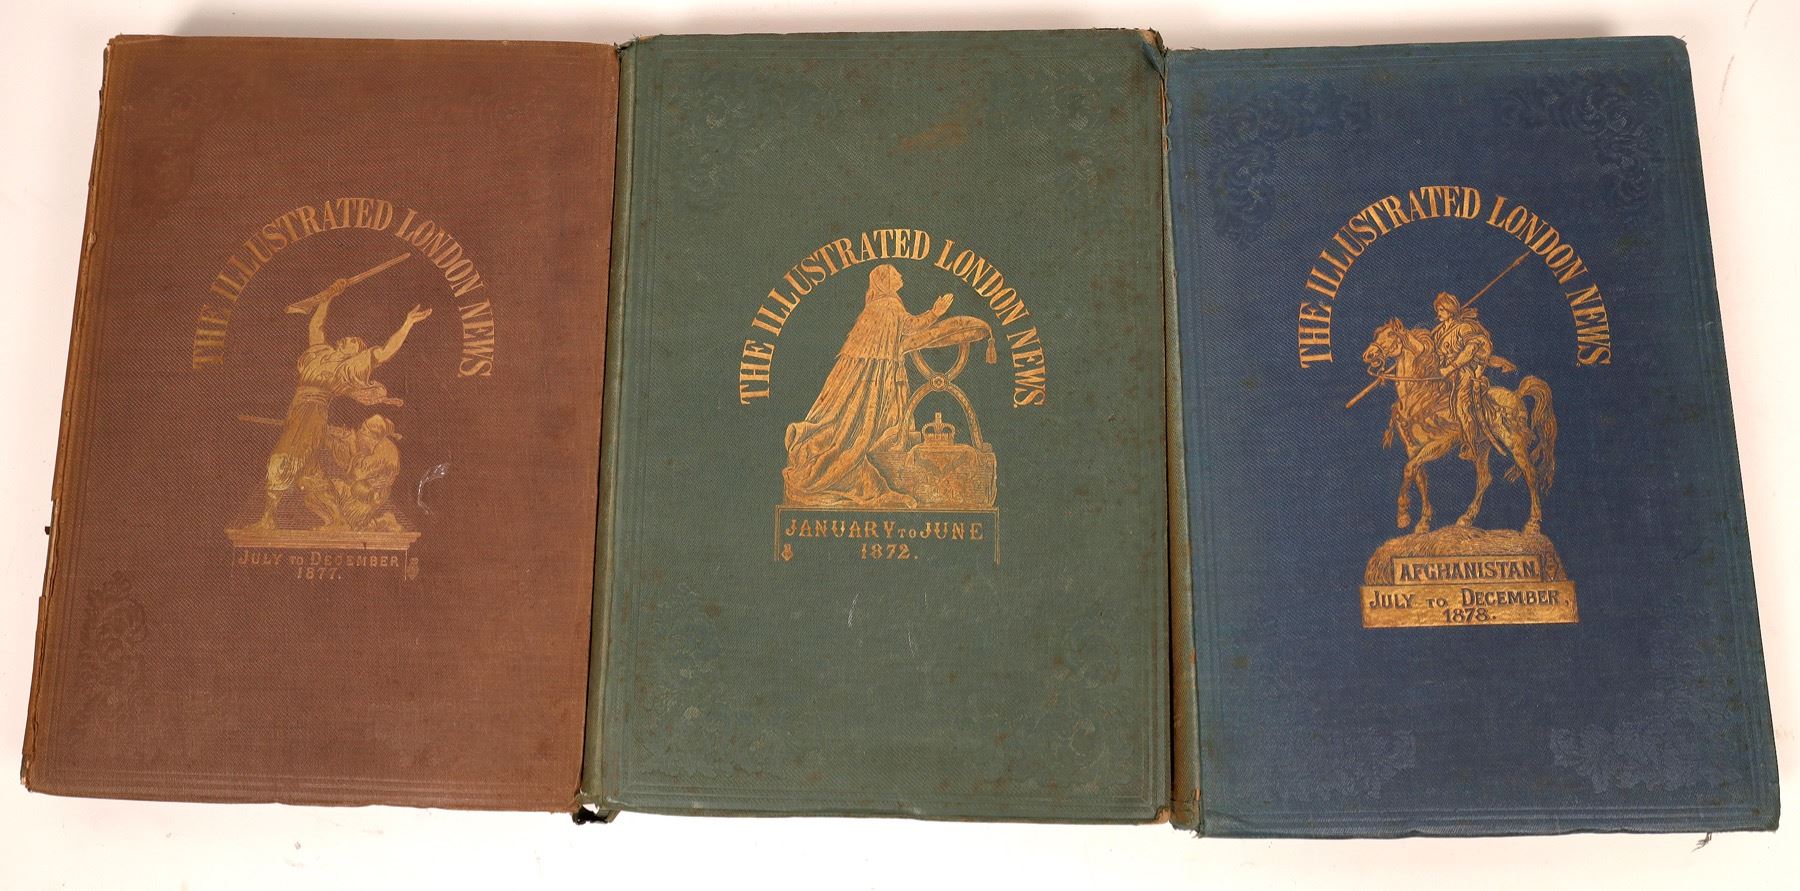 THE ILLUSTRATED LONDON NEWS
JULY TO DECEMBER
1877.
THE ILLUSTRATED LONDON NEWS.
JANUARY TO JUNE
1872.
THE ILLUSTRATED LONDON NEWS.
AFGHANISTAN.
JULY TO DECEMBER,
1878.